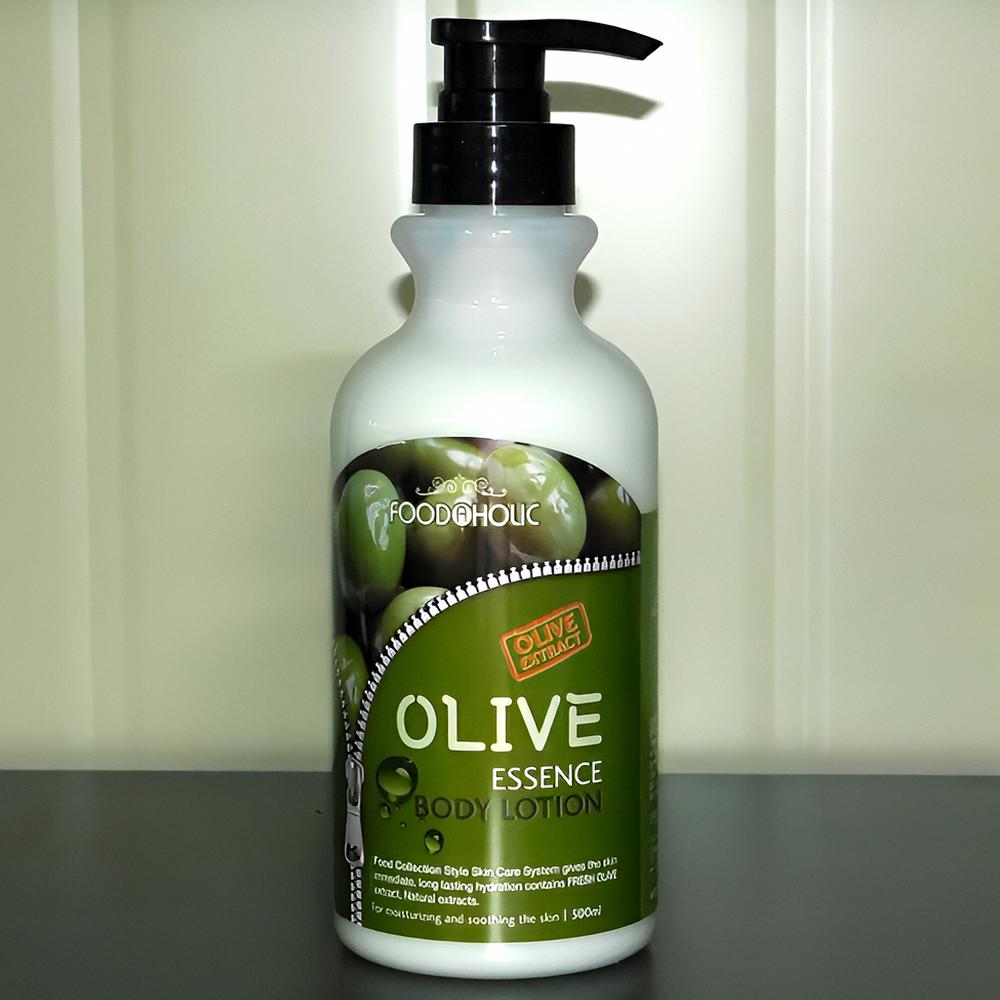 FOODAHOLIC
OLIVE
EXTRACT
OLIVE
ESSENCE
BODY LOTION
Food Collection Style Skin Care System gives the skin
immediate, long lasting hydration contains FRESH OLIVE
extract, Natural extracts.
For moisturizing and soothing the skin | 500ml